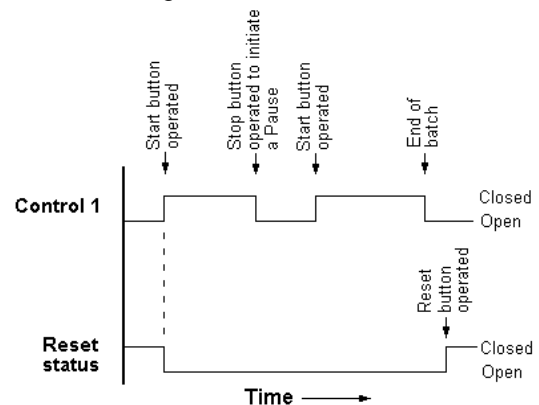 Start button
operated
Stop button
operated to initiate
a Pause
Start button
operated
End of
batch
Control 1
Closed
Open
Reset
button
operated
Reset
status
Closed
Open
Time